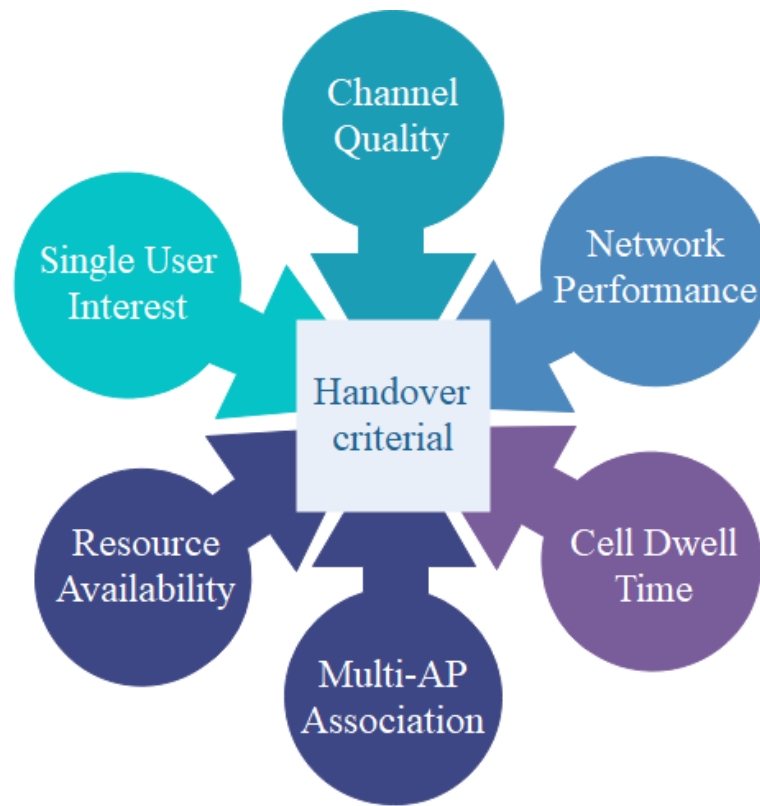 Channel
Quality
Single User
Interest
Network
Performance
Handover
criterial
Resource
Availability
Cell Dwell
Time
Multi-AP
Association